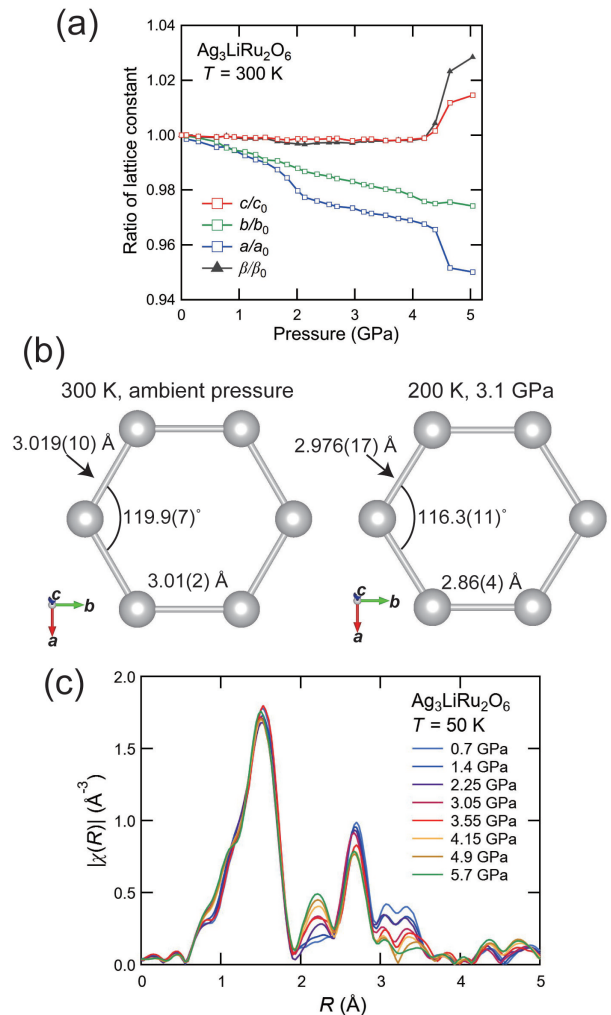 (a)
Ag3LiRu2O6
T = 300 K
1.04
1.02
1.00
0.98
0.96
0.94
Ratio of lattice constant
c/c0
b/b0
a/a0
β/β0
0 1 2 3 4 5
Pressure (GPa)
(b)
300 K, ambient pressure
3.019(10) Å
119.9(7)°
3.01(2) Å
c
b
a
200 K, 3.1 GPa
2.976(17) Å
116.3(11)°
2.86(4) Å
c
b
a
(c)
2.0
1.5
1.0
0.5
0.0
|χ(R)| (Å-3)
Ag3LiRu2O6
T = 50 K
0.7 GPa
1.4 GPa
2.25 GPa
3.05 GPa
3.55 GPa
4.15 GPa
4.9 GPa
5.7 GPa
0 1 2 3 4 5
R (Å)